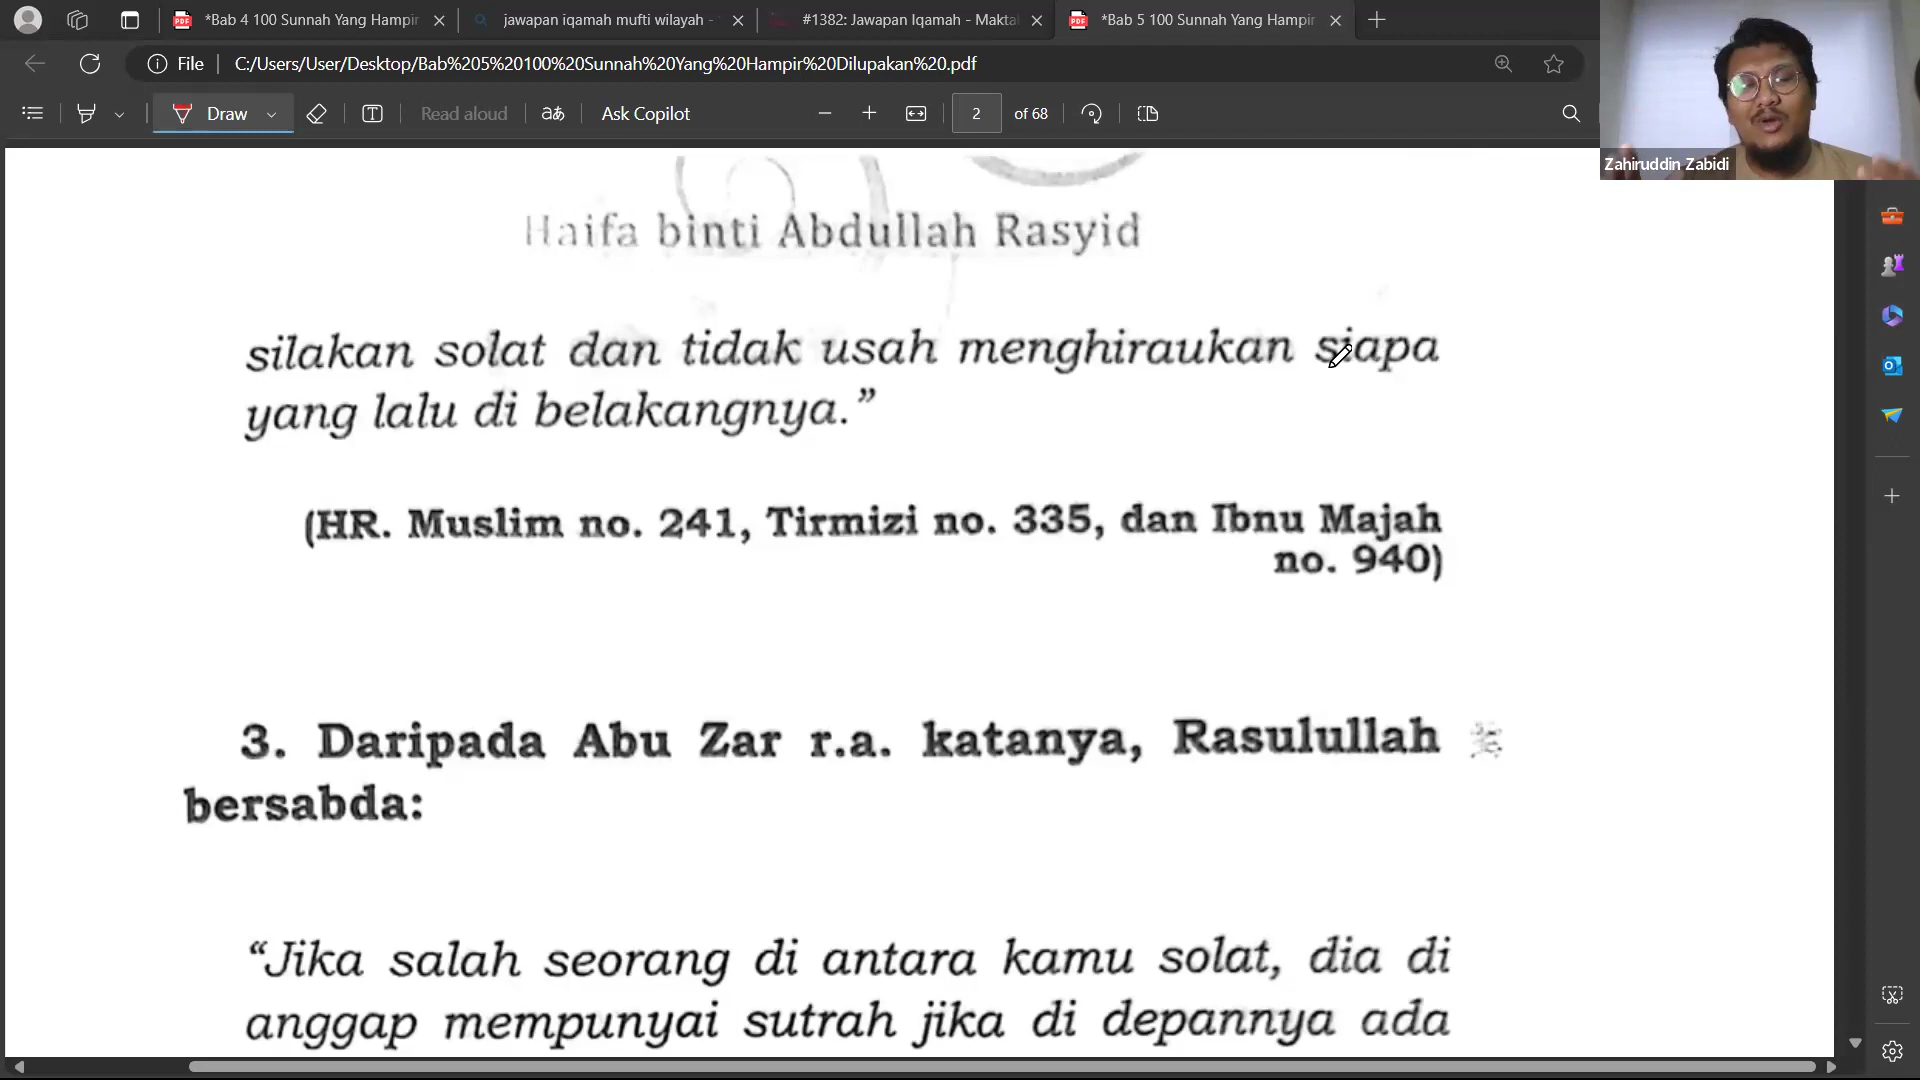 *Bab 4 100 Sunnah Yang Hampir
jawapan iqamah mufti wilayah -
#1382: Jawapan Iqamah - Makta
*Bab 5 100 Sunnah Yang Hampir
File
C:/Users/User/Desktop/Bab%205%20100%20Sunnah%20Yang%20Hampir%20Dilupakan%20.pdf
Draw
Read aloud
Ask Copilot
2
of 68
Zahiruddin Zabidi
Haifa binti Abdullah Rasyid
silakan solat dan tidak usah menghiraukan siapa
yang lalu di belakangnya.”
(HR. Muslim no. 241, Tirmizi no. 335, dan Ibnu Majah
no. 940)
3. Daripada Abu Zar r.a. katanya, Rasulullah
bersabda:
“Jika salah seorang di antara kamu solat, dia di
anggap mempunyai sutrah jika di depannya ada